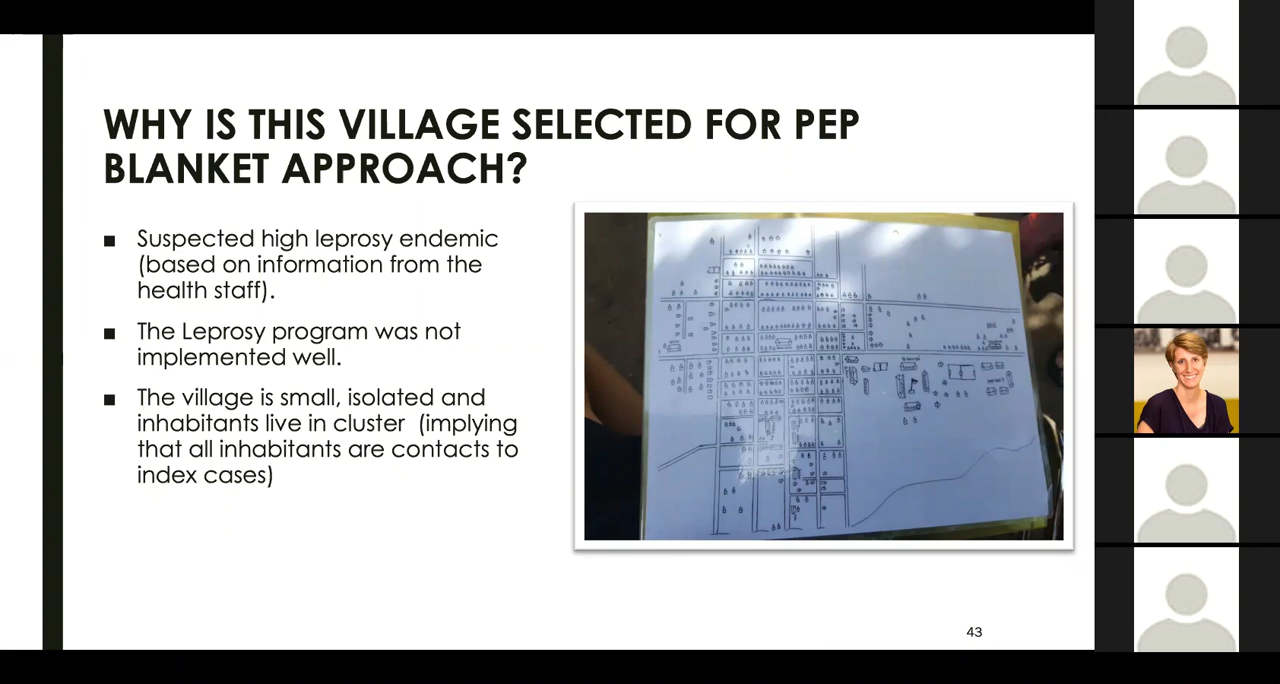 WHY IS THIS VILLAGE SELECTED FOR PEP
BLANKET APPROACH?
■ Suspected high leprosy endemic
(based on information from the
health staff).
■ The Leprosy program was not
implemented well.
■ The village is small, isolated and
inhabitants live in cluster (implying
that all inhabitants are contacts to
index cases)
43